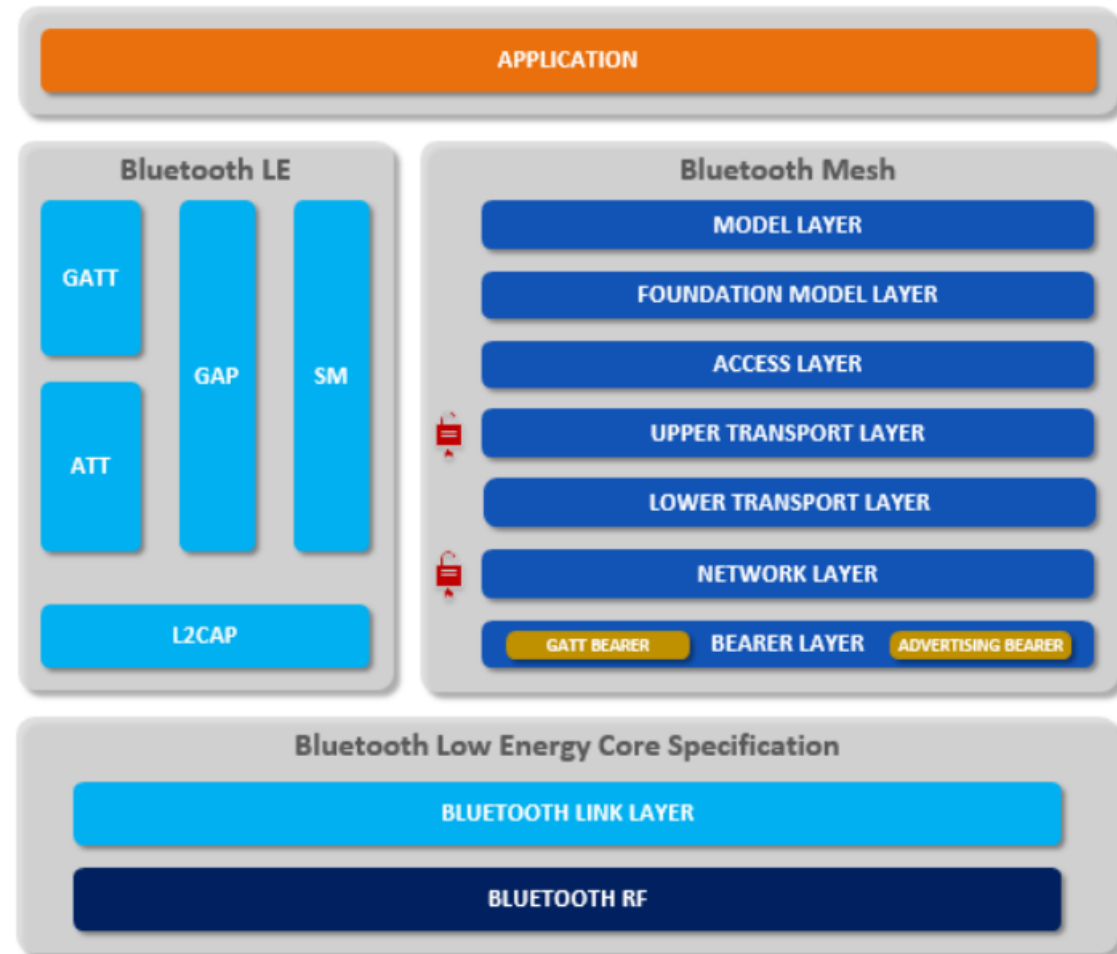 APPLICATION
Bluetooth LE
GATT
ATT
GAP
SM
L2CAP
Bluetooth Mesh
MODEL LAYER
FOUNDATION MODEL LAYER
ACCESS LAYER
UPPER TRANSPORT LAYER
LOWER TRANSPORT LAYER
NETWORK LAYER
GATT BEARER BEARER LAYER ADVERTISING BEARER
Bluetooth Low Energy Core Specification
BLUETOOTH LINK LAYER
BLUETOOTH RF